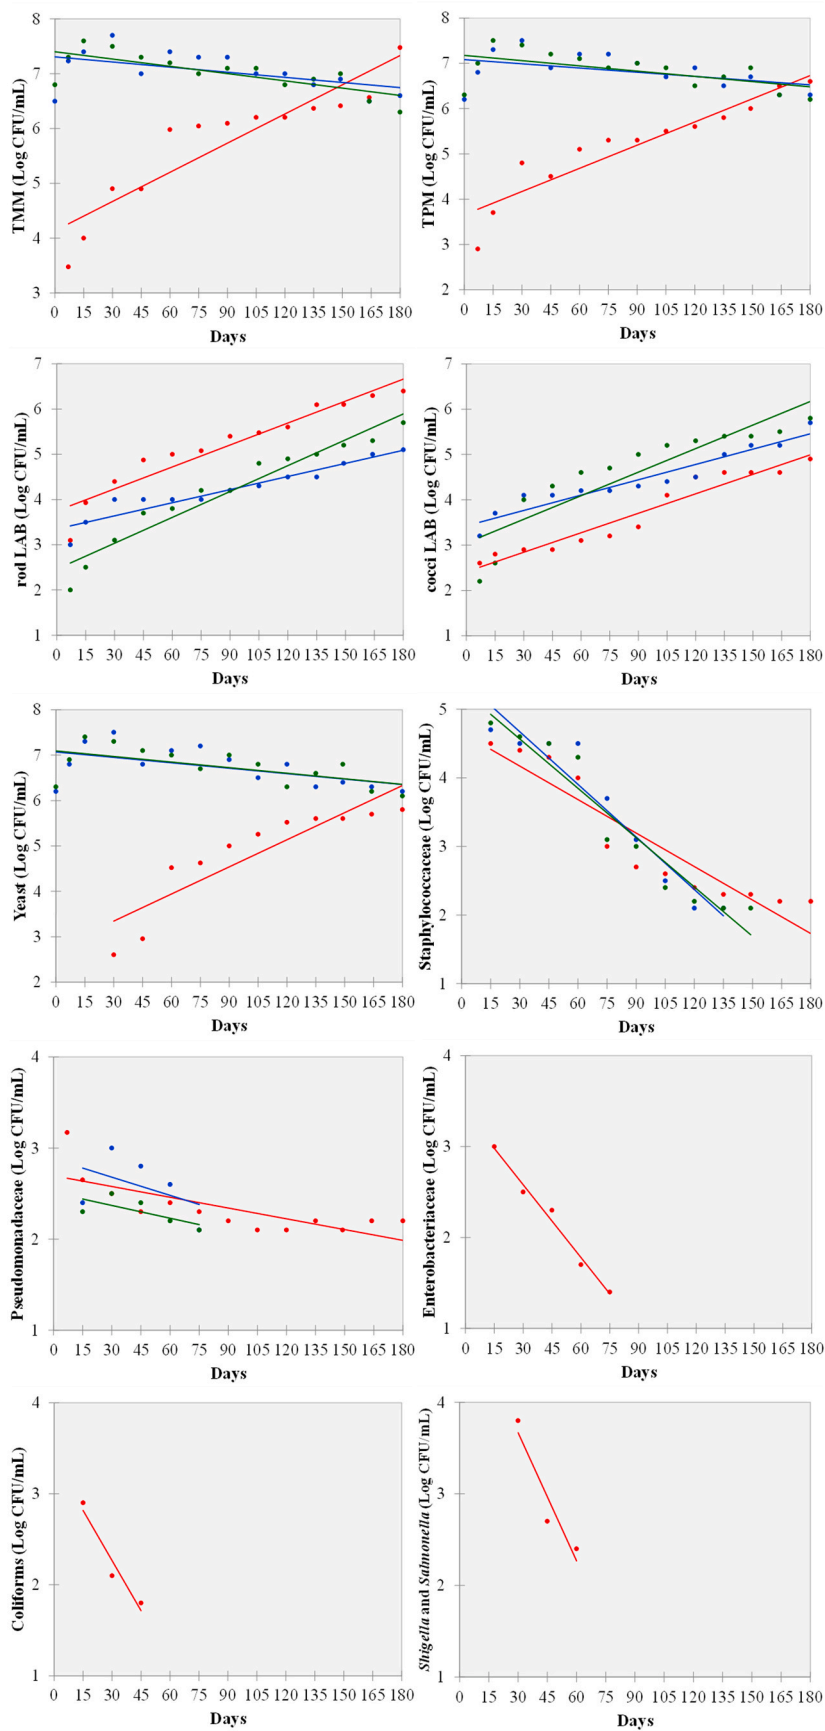 TMM (Log CFU/mL)
8
7
6
5
4
3
0 15 30 45 60 75 90 105 120 135 150 165 180
Days
TPM (Log CFU/mL)
8
7
6
5
4
3
2
0 15 30 45 60 75 90 105 120 135 150 165 180
Days
rod LAB (Log CFU/mL)
7
6
5
4
3
2
1
0 15 30 45 60 75 90 105 120 135 150 165 180
Days
cocci LAB (Log CFU/mL)
7
6
5
4
3
2
1
0 15 30 45 60 75 90 105 120 135 150 165 180
Days
Yeast (Log CFU/mL)
8
7
6
5
4
3
2
0 15 30 45 60 75 90 105 120 135 150 165 180
Days
Staphylococcaceae (Log CFU/mL)
5
4
3
2
1
0 15 30 45 60 75 90 105 120 135 150 165 180
Days
Pseudomonadaceae (Log CFU/mL)
4
3
2
1
0 15 30 45 60 75 90 105 120 135 150 165 180
Days
Enterobacteriaceae (Log CFU/mL)
4
3
2
1
0 15 30 45 60 75 90 105 120 135 150 165 180
Days
Coliforms (Log CFU/mL)
4
3
2
1
0 15 30 45 60 75 90 105 120 135 150 165 180
Days
Shigella and Salmonella (Log CFU/mL)
4
3
2
1
0 15 30 45 60 75 90 105 120 135 150 165 180
Days